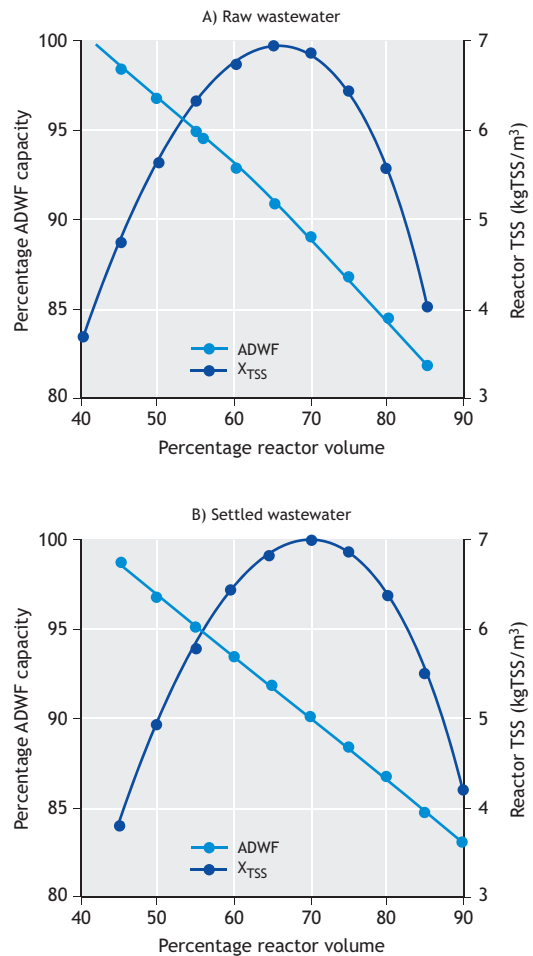 A) Raw wastewater
100
95
90
85
80
Percentage ADWF capacity
7
6
5
4
3
Reactor TSS (kgTSS/m³)
ADWF
X_TSS
40 50 60 70 80 90
Percentage reactor volume
B) Settled wastewater
100
95
90
85
80
Percentage ADWF capacity
7
6
5
4
3
Reactor TSS (kgTSS/m³)
ADWF
X_TSS
40 50 60 70 80 90
Percentage reactor volume